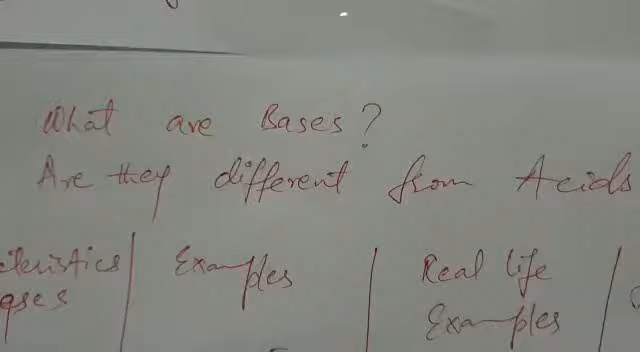 What are Bases?
Are they different from Acids
Examples
Real life
Examples